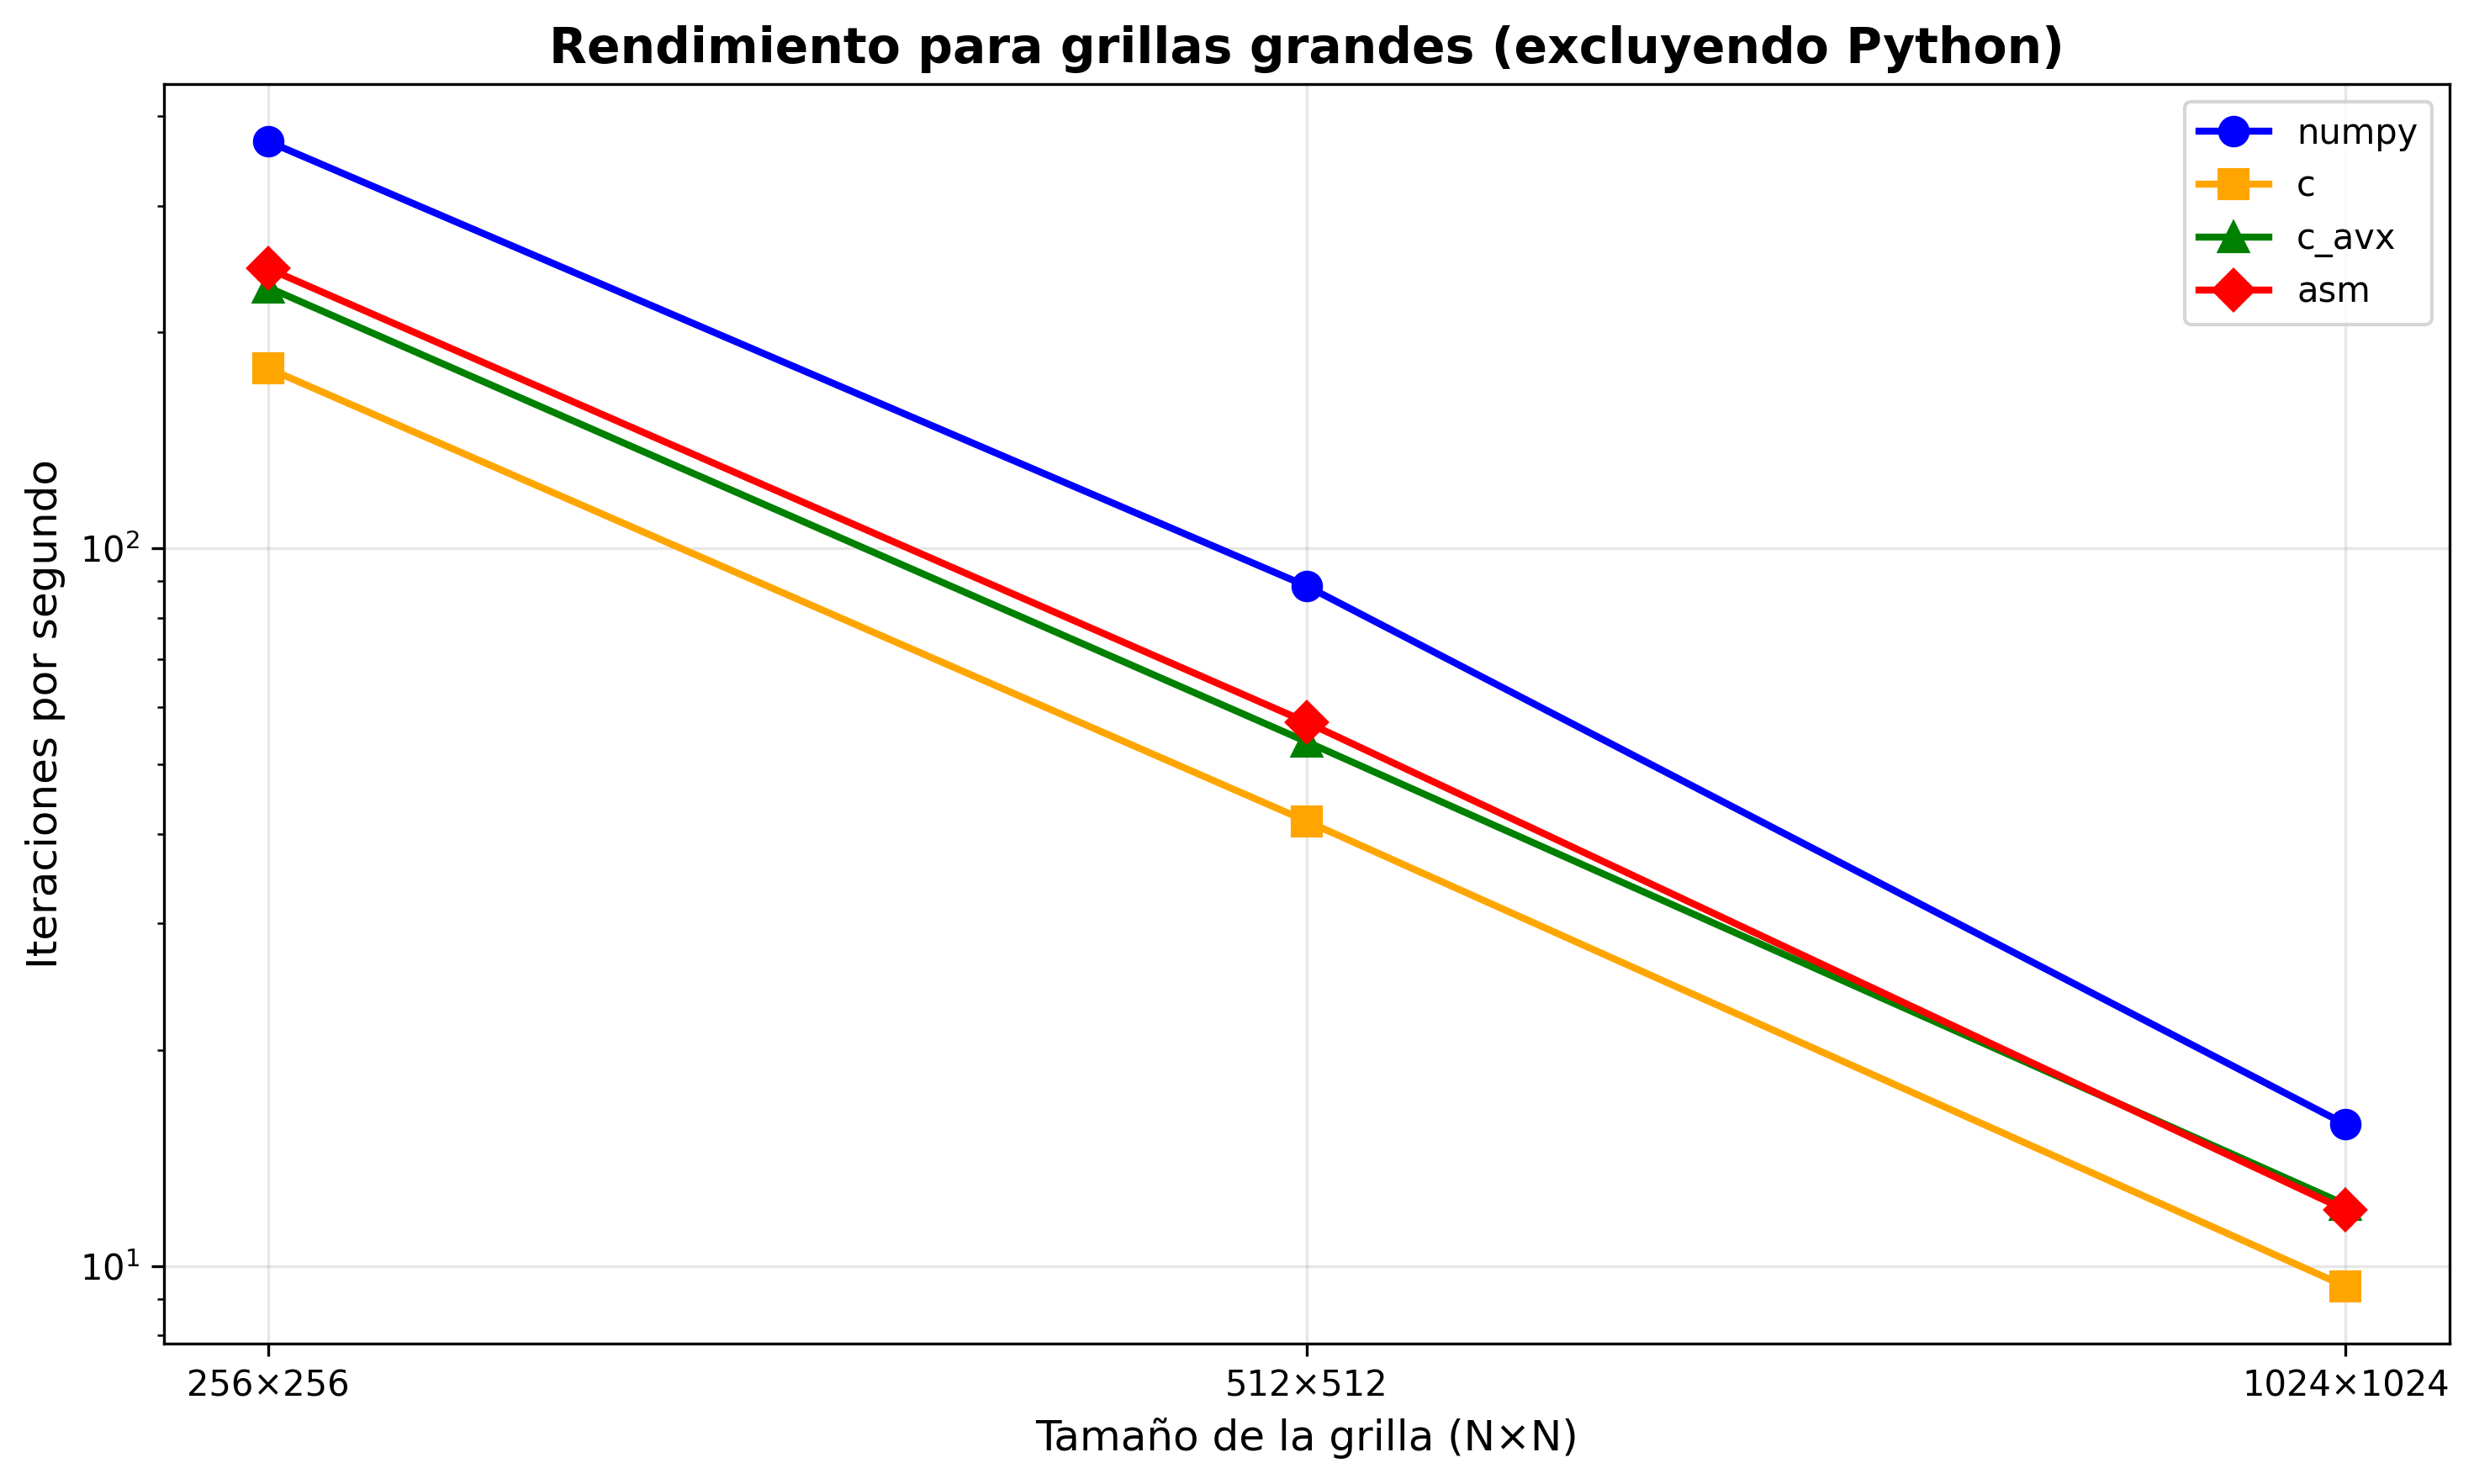 Rendimiento para grillas grandes (excluyendo Python)
numpy
c
c_avx
asm
Iteraciones por segundo
10²
10¹
256×256
512×512
1024×1024
Tamaño de la grilla (N×N)